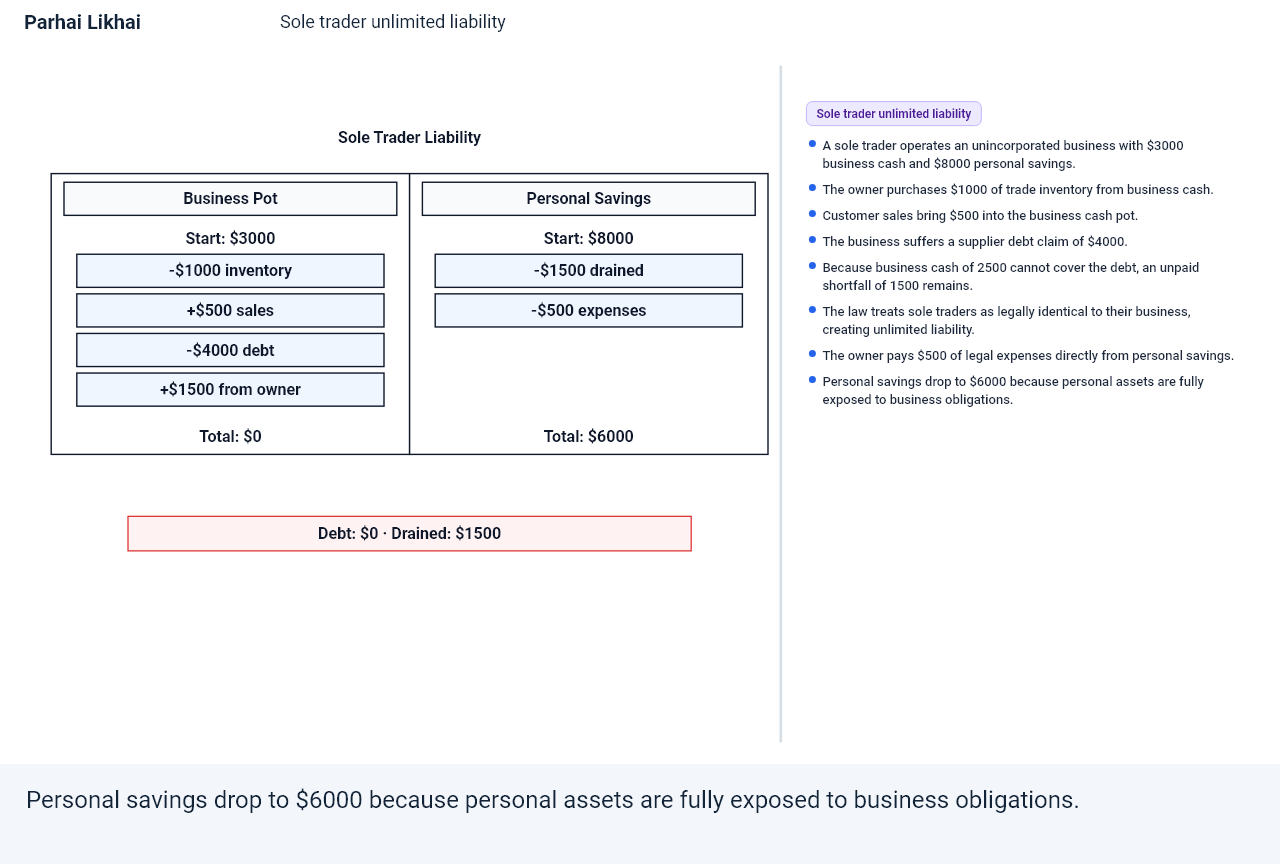 Parhai Likhai
Sole trader unlimited liability
Sole Trader Liability
Business Pot
Start: $3000
-$1000 inventory
+$500 sales
-$4000 debt
+$1500 from owner
Total: $0
Personal Savings
Start: $8000
-$1500 drained
-$500 expenses
Total: $6000
Debt: $0 · Drained: $1500
Sole trader unlimited liability
A sole trader operates an unincorporated business with $3000
business cash and $8000 personal savings.
The owner purchases $1000 of trade inventory from business cash.
Customer sales bring $500 into the business cash pot.
The business suffers a supplier debt claim of $4000.
Because business cash of 2500 cannot cover the debt, an unpaid
shortfall of 1500 remains.
The law treats sole traders as legally identical to their business,
creating unlimited liability.
The owner pays $500 of legal expenses directly from personal savings.
Personal savings drop to $6000 because personal assets are fully
exposed to business obligations.
Personal savings drop to $6000 because personal assets are fully exposed to business obligations.